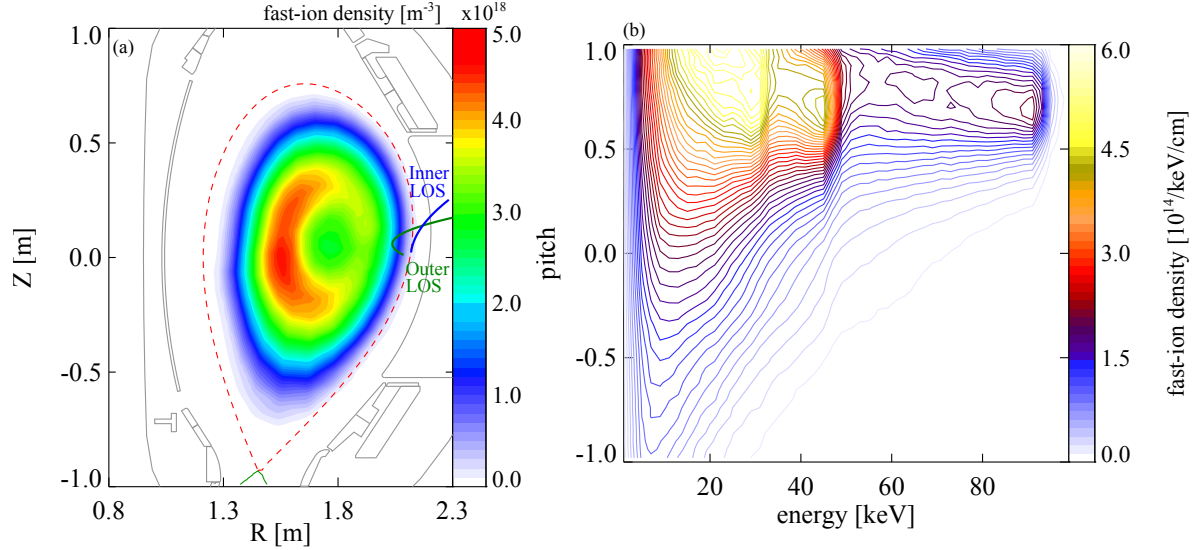 fast-ion density [m⁻³] x10¹⁸
(a)
1.0
0.5
0.0
-0.5
-1.0
Z [m]
0.8 1.3 1.8 2.3
R [m]
Inner
LOS
Outer
LOS
5.0
4.0
3.0
2.0
1.0
0.0
(b)
1.0
0.5
0.0
-0.5
-1.0
pitch
20 40 60 80
energy [keV]
6.0
4.5
3.0
1.5
0.0
fast-ion density [10¹⁴/keV/cm]